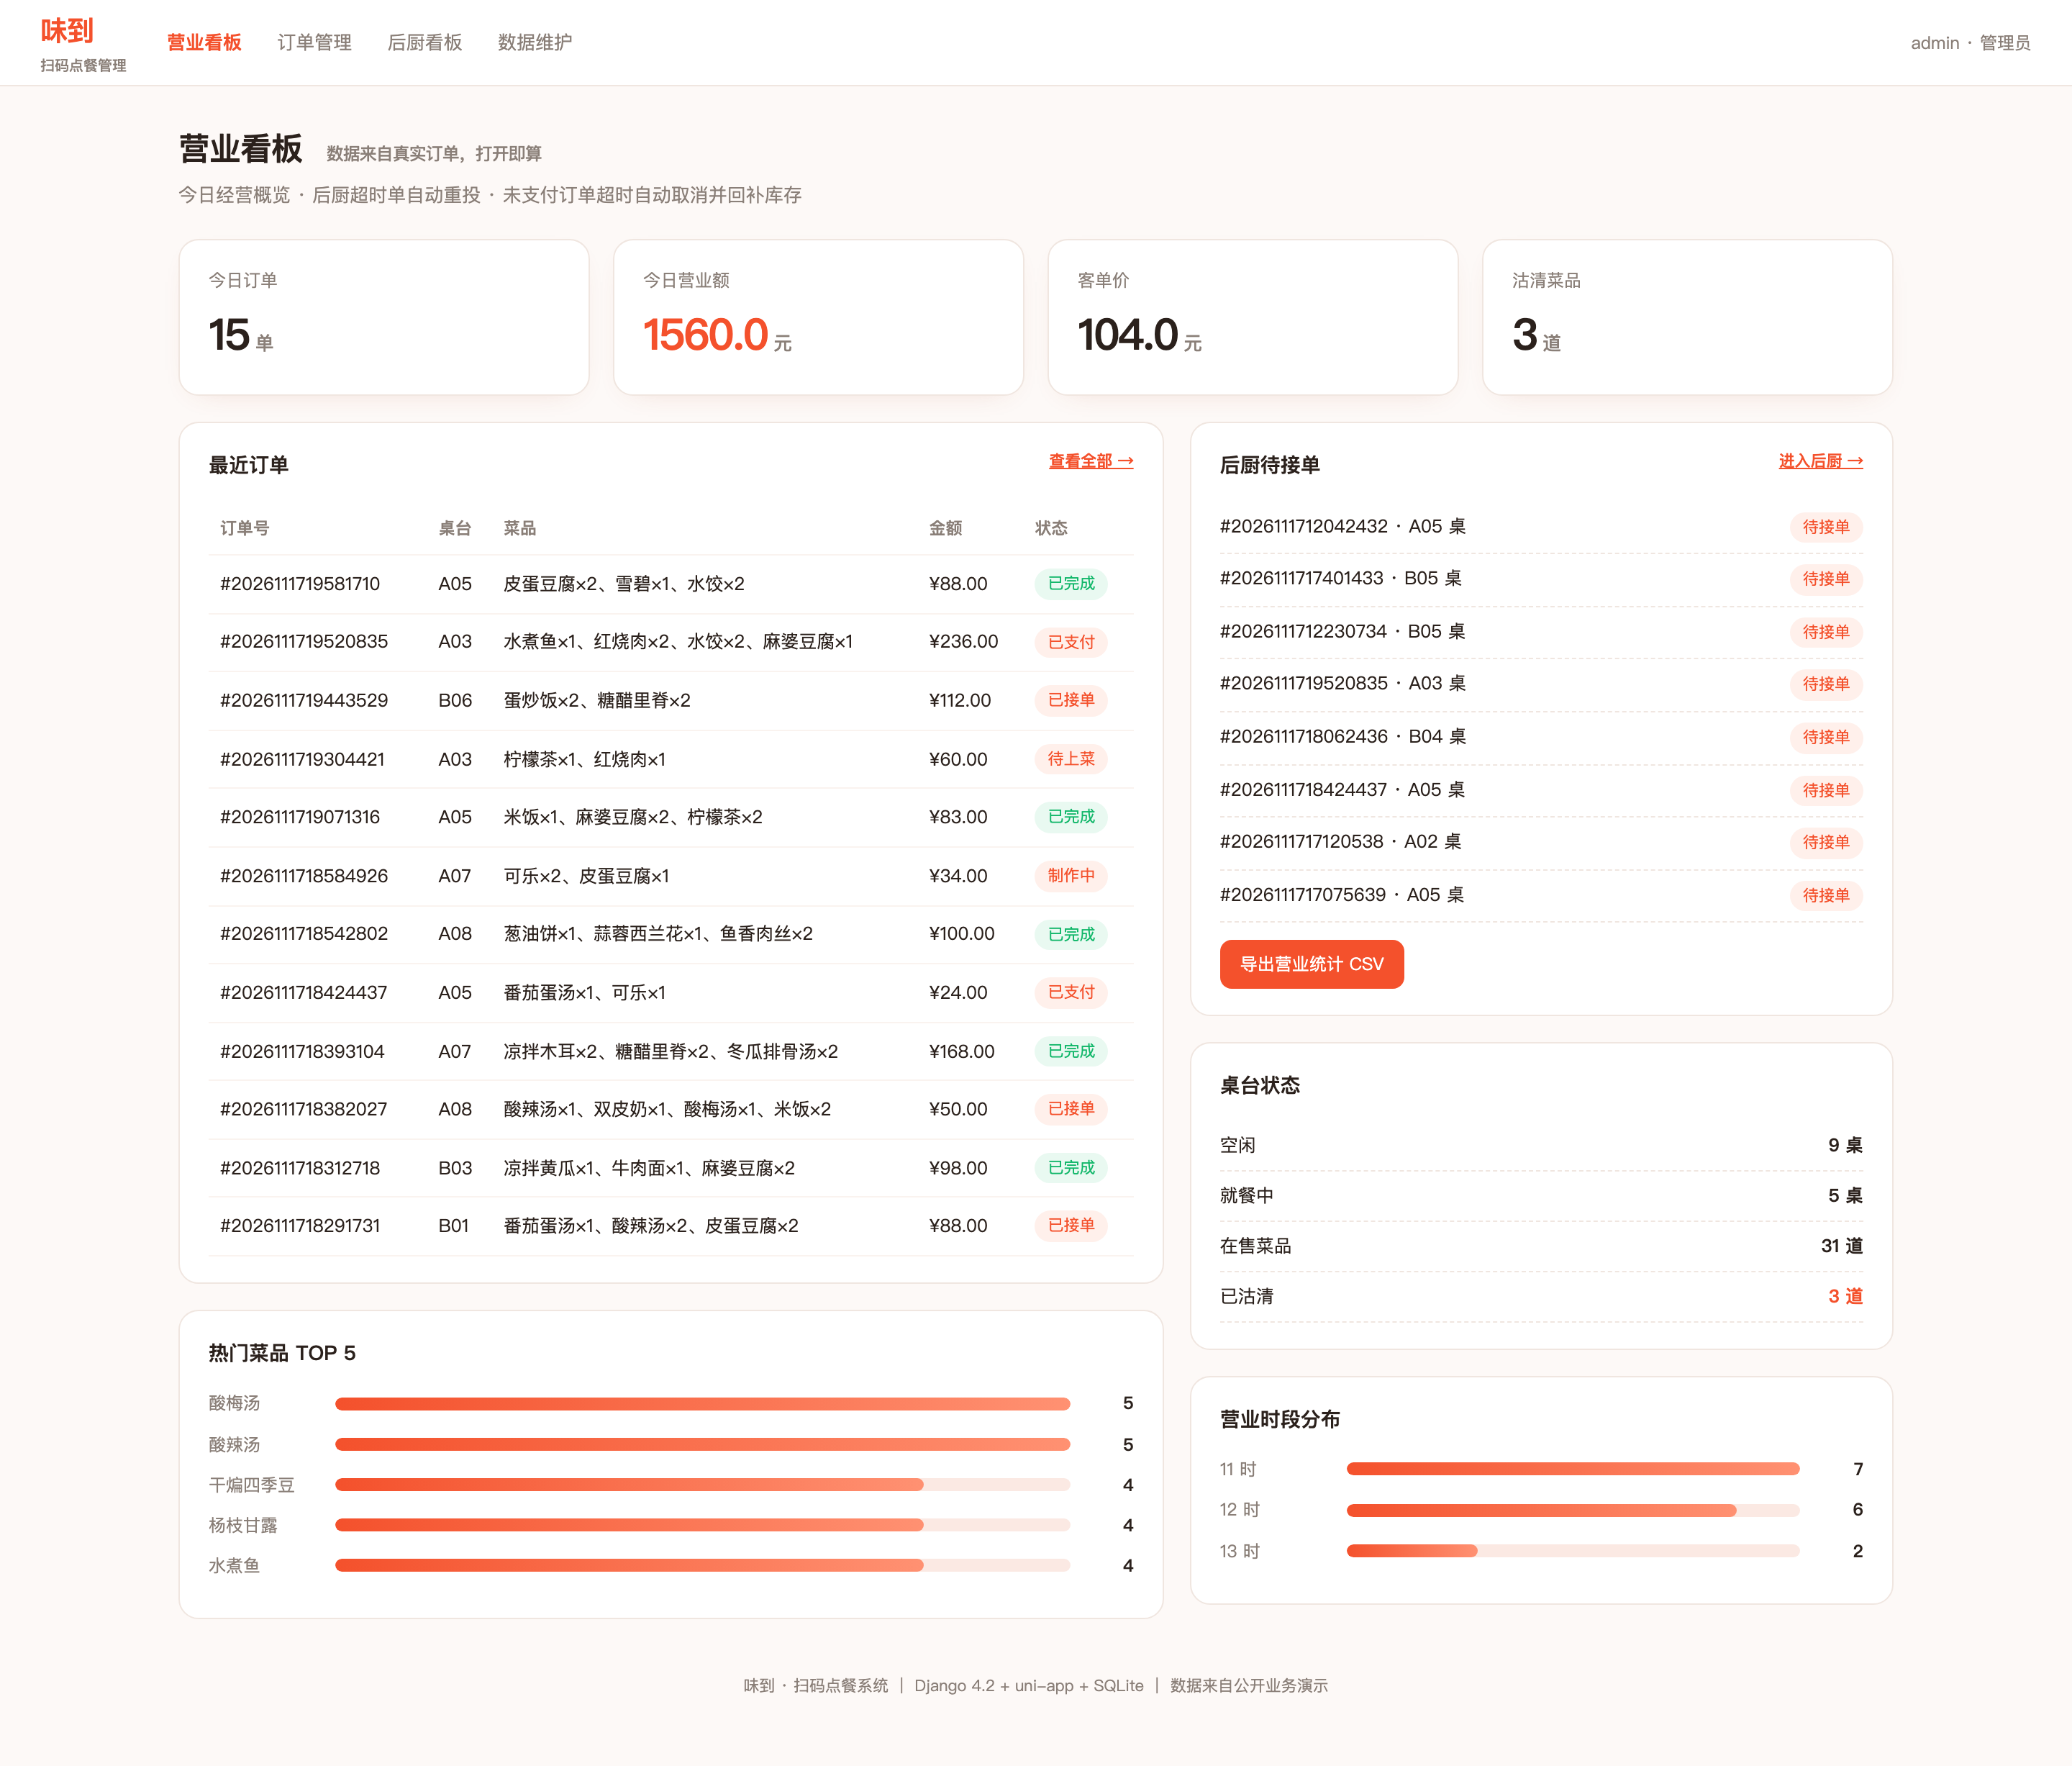 味到
扫码点餐管理
营业看板 订单管理 后厨看板 数据维护
admin · 管理员
营业看板 数据来自真实订单，打开即算
今日经营概览 · 后厨超时单自动重投 · 未支付订单超时自动取消并回补库存
今日订单
15 单
今日营业额
1560.0 元
客单价
104.0 元
沽清菜品
3 道
最近订单 查看全部 →
订单号 桌台 菜品 金额 状态
#2026111719581710 A05 皮蛋豆腐×2、雪碧×1、水饺×2 ¥88.00 已完成
#2026111719520835 A03 水煮鱼×1、红烧肉×2、水饺×2、麻婆豆腐×1 ¥236.00 已支付
#2026111719443529 B06 蛋炒饭×2、糖醋里脊×2 ¥112.00 已接单
#2026111719304421 A03 柠檬茶×1、红烧肉×1 ¥60.00 待上菜
#2026111719071316 A05 米饭×1、麻婆豆腐×2、柠檬茶×2 ¥83.00 已完成
#2026111718584926 A07 可乐×2、皮蛋豆腐×1 ¥34.00 制作中
#2026111718542802 A08 葱油饼×1、蒜蓉西兰花×1、鱼香肉丝×2 ¥100.00 已完成
#2026111718424437 A05 番茄蛋汤×1、可乐×1 ¥24.00 已支付
#2026111718393104 A07 凉拌木耳×2、糖醋里脊×2、冬瓜排骨汤×2 ¥168.00 已完成
#2026111718382027 A08 酸辣汤×1、双皮奶×1、酸梅汤×1、米饭×2 ¥50.00 已接单
#2026111718312718 B03 凉拌黄瓜×1、牛肉面×1、麻婆豆腐×2 ¥98.00 已完成
#2026111718291731 B01 番茄蛋汤×1、酸辣汤×2、皮蛋豆腐×2 ¥88.00 已接单
热门菜品 TOP 5
酸梅汤 5
酸辣汤 5
干煸四季豆 4
杨枝甘露 4
水煮鱼 4
后厨待接单 进入后厨 →
#2026111712042432 · A05 桌 待接单
#2026111717401433 · B05 桌 待接单
#2026111712230734 · B05 桌 待接单
#2026111719520835 · A03 桌 待接单
#2026111718062436 · B04 桌 待接单
#2026111718424437 · A05 桌 待接单
#2026111717120538 · A02 桌 待接单
#2026111717075639 · A05 桌 待接单
导出营业统计 CSV
桌台状态
空闲 9 桌
就餐中 5 桌
在售菜品 31 道
已沽清 3 道
营业时段分布
11 时 7
12 时 6
13 时 2
味到 · 扫码点餐系统 | Django 4.2 + uni-app + SQLite | 数据来自公开业务演示